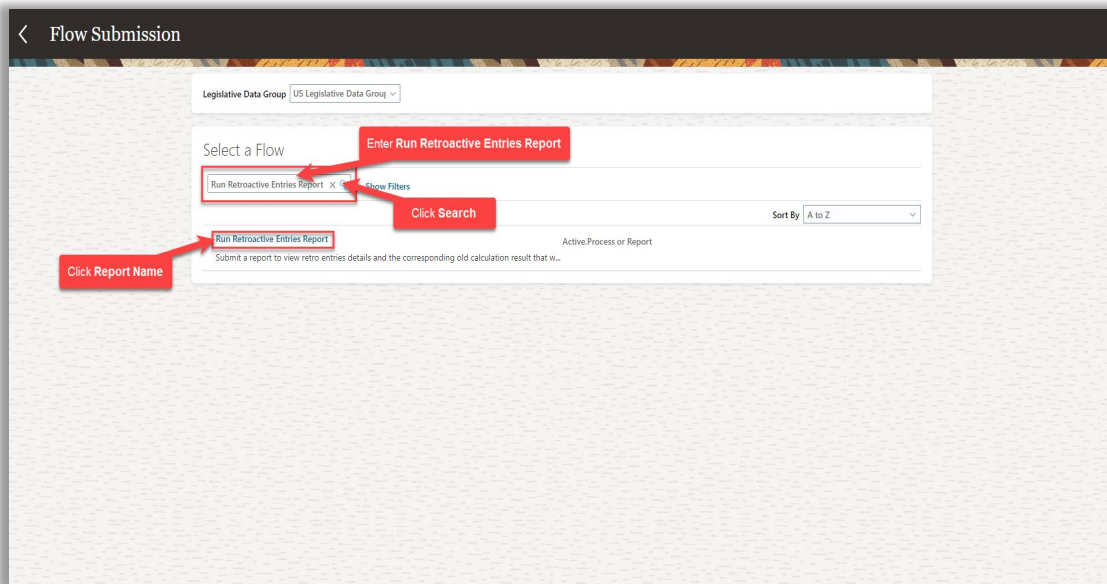 Flow Submission
Legislative Data Group US Legislative Data Group
Select a Flow
Enter Run Retroactive Entries Report
Run Retroactive Entries Report
Show Filters
Click Search
Sort By A to Z
Run Retroactive Entries Report
Active.Process or Report
Submit a report to view retro entries details and the corresponding old calculation result that w...
Click Report Name